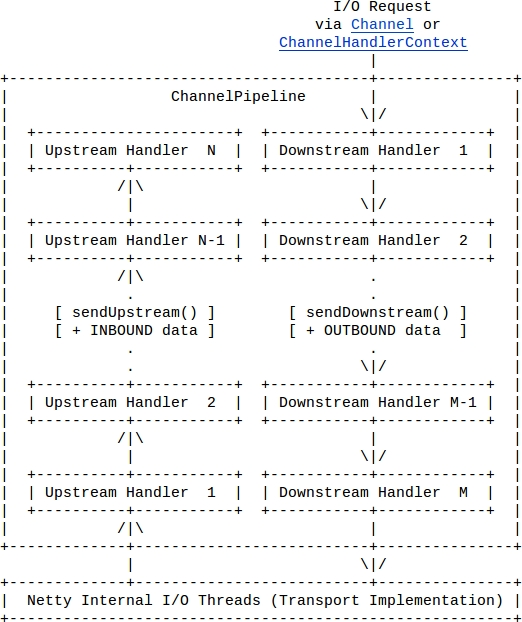 I/O Request
via Channel or
ChannelHandlerContext
ChannelPipeline
Upstream Handler  N
Downstream Handler  1
Upstream Handler N-1
Downstream Handler  2
[ sendUpstream() ]
[ sendDownstream() ]
[ + INBOUND data ]
[ + OUTBOUND data  ]
Upstream Handler  2
Downstream Handler M-1
Upstream Handler  1
Downstream Handler  M
Netty Internal I/O Threads (Transport Implementation)